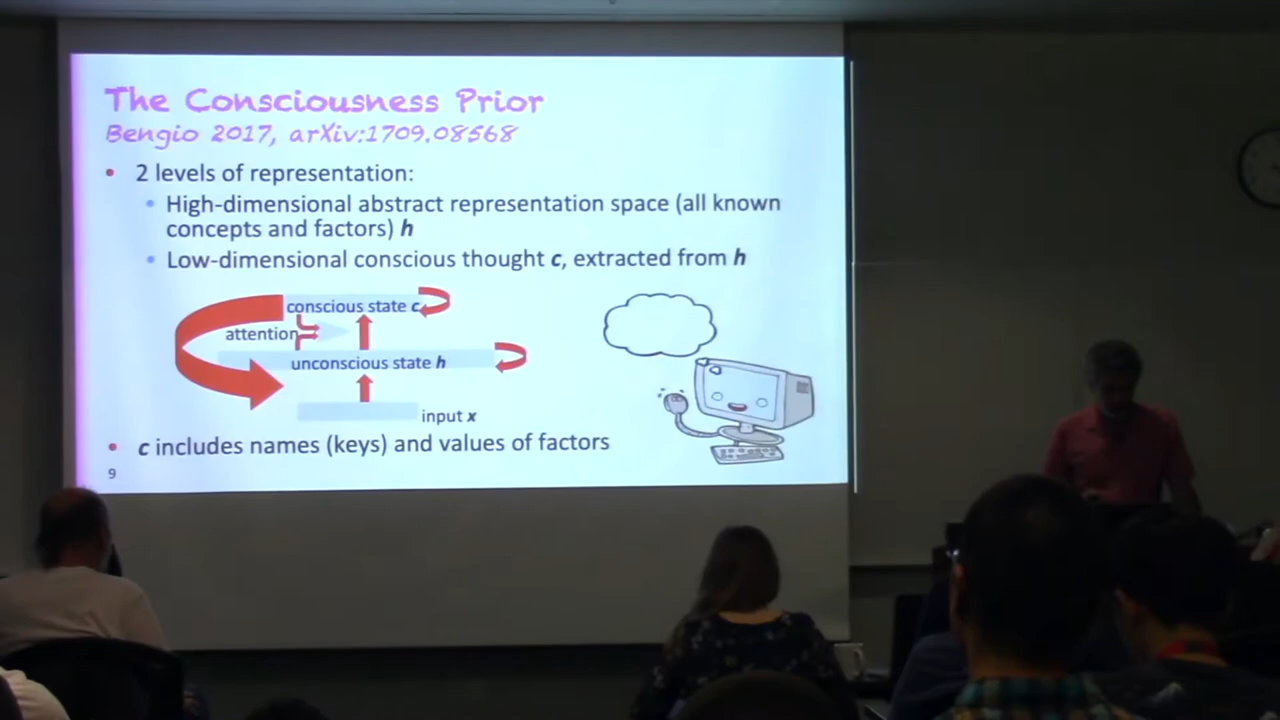 The Consciousness Prior
Bengio 2017, arXiv:1709.08568
• 2 levels of representation:
• High-dimensional abstract representation space (all known
concepts and factors) h
• Low-dimensional conscious thought c, extracted from h
conscious state c
attention
unconscious state h
input x
• c includes names (keys) and values of factors
9